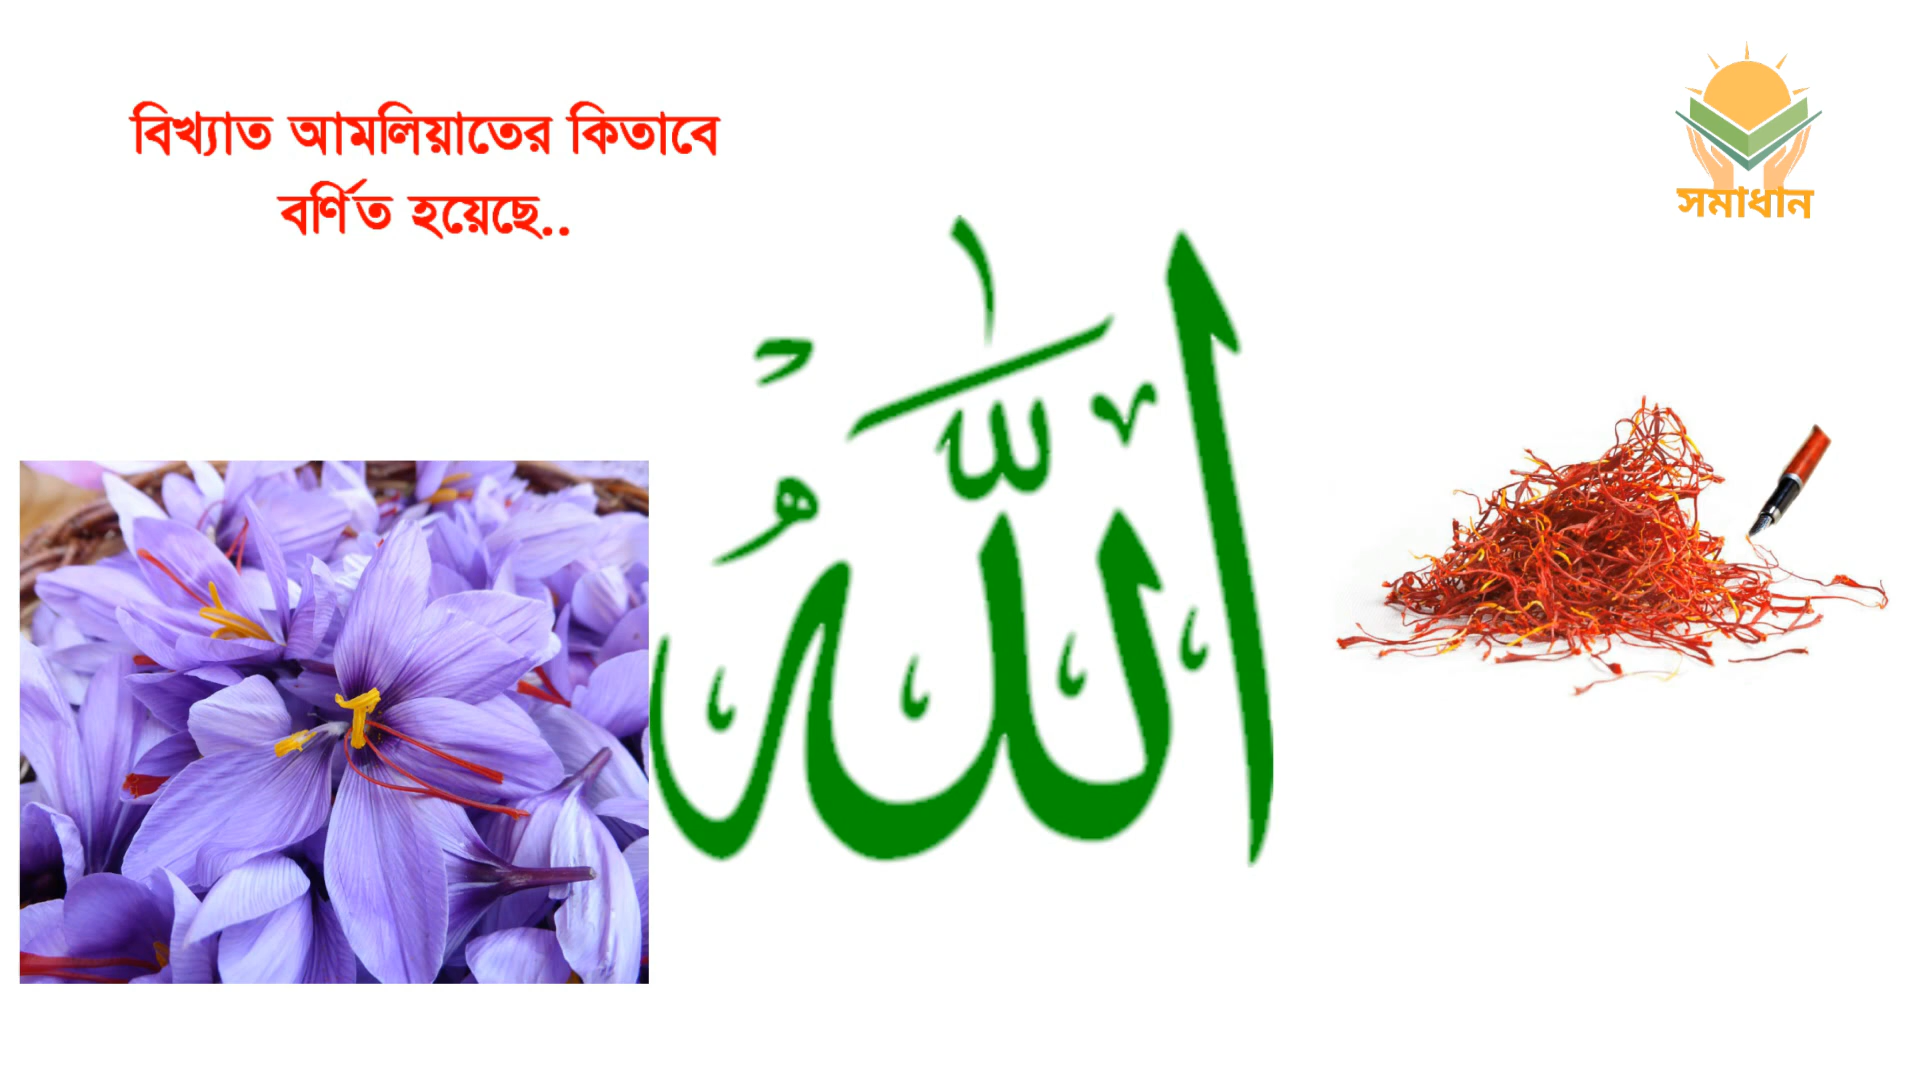 বিখ্যাত আমলিয়াতের কিতাবে
বর্ণিত হয়েছে..
সমাধান
اللّٰهُ